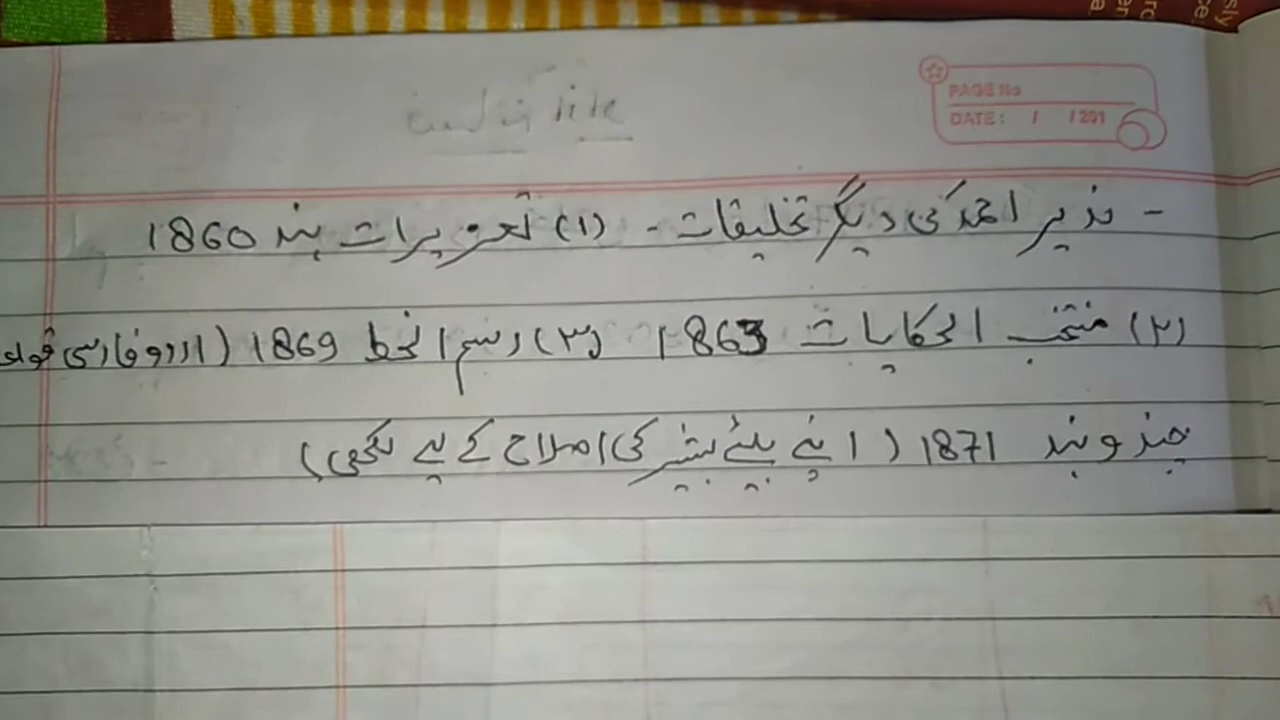 PAGE No
DATE: / /201
- نذیر احمد کی دیگر تخلیقات - (۱) تعزیرات ہند 1860
(۲) منتخب الحکایات 1863 (۳) رسم الخط 1869 (اردو فارسی قواعد
چند و پند 1871 (اپنے بیٹے بشیر کی اصلاح کے لیے لکھی)